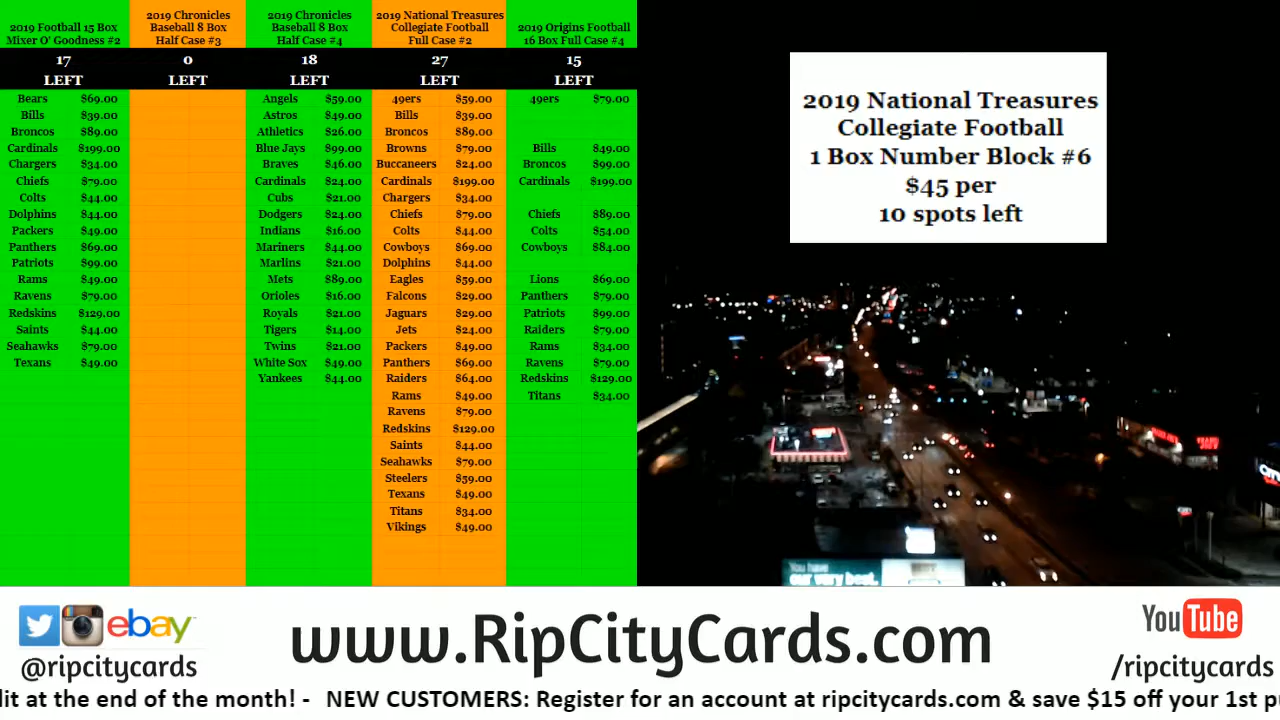 2019 Football 15 Box
Mixer O' Goodness #2
17
LEFT
Bears $69.00
Bills $39.00
Broncos $89.00
Cardinals $199.00
Chargers $34.00
Chiefs $79.00
Colts $44.00
Dolphins $44.00
Packers $49.00
Panthers $69.00
Patriots $99.00
Rams $49.00
Ravens $79.00
Redskins $129.00
Saints $44.00
Seahawks $79.00
Texans $49.00
2019 Chronicles
Baseball 8 Box
Half Case #3
0
LEFT
2019 Chronicles
Baseball 8 Box
Half Case #4
18
LEFT
Angels $59.00
Astros $49.00
Athletics $26.00
Blue Jays $99.00
Braves $46.00
Cardinals $24.00
Cubs $21.00
Dodgers $24.00
Indians $16.00
Mariners $44.00
Marlins $21.00
Mets $89.00
Orioles $16.00
Royals $21.00
Tigers $14.00
Twins $21.00
White Sox $49.00
Yankees $44.00
2019 National Treasures
Collegiate Football
Full Case #2
27
LEFT
49ers $59.00
Bills $39.00
Broncos $89.00
Browns $79.00
Buccaneers $24.00
Cardinals $199.00
Chargers $34.00
Chiefs $79.00
Colts $44.00
Cowboys $69.00
Dolphins $44.00
Eagles $59.00
Falcons $29.00
Jaguars $29.00
Jets $24.00
Packers $49.00
Panthers $69.00
Raiders $64.00
Rams $49.00
Ravens $79.00
Redskins $129.00
Saints $44.00
Seahawks $79.00
Steelers $59.00
Texans $49.00
Titans $34.00
Vikings $49.00
2019 Origins Football
16 Box Full Case #4
15
LEFT
49ers $79.00
Bills $49.00
Broncos $99.00
Cardinals $199.00
Chiefs $89.00
Colts $54.00
Cowboys $84.00
Lions $69.00
Panthers $79.00
Patriots $99.00
Raiders $79.00
Rams $34.00
Ravens $79.00
Redskins $129.00
Titans $34.00
2019 National Treasures
Collegiate Football
1 Box Number Block #6
$45 per
10 spots left
You have
our very best.
ebay
@ripcitycards
www.RipCityCards.com
YouTube
/ripcitycards
dit at the end of the month! - NEW CUSTOMERS: Register for an account at ripcitycards.com & save $15 off your 1st pu